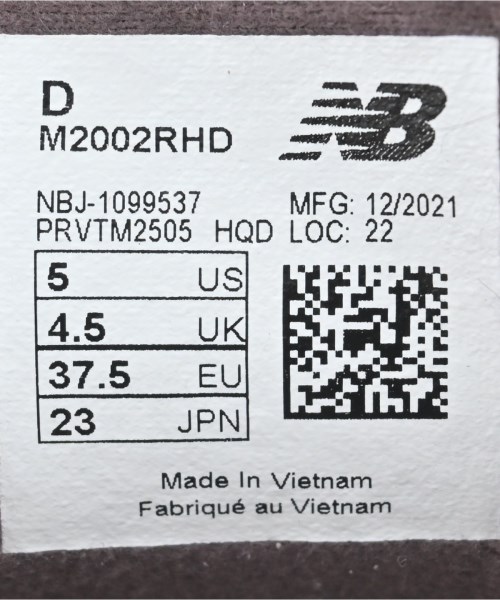 D
M2002RHD
NB
NBJ-1099537 MFG: 12/2021
PRVTM2505 HQD LOC: 22
5 US
4.5 UK
37.5 EU
23 JPN
Made In Vietnam
Fabriqué au Vietnam